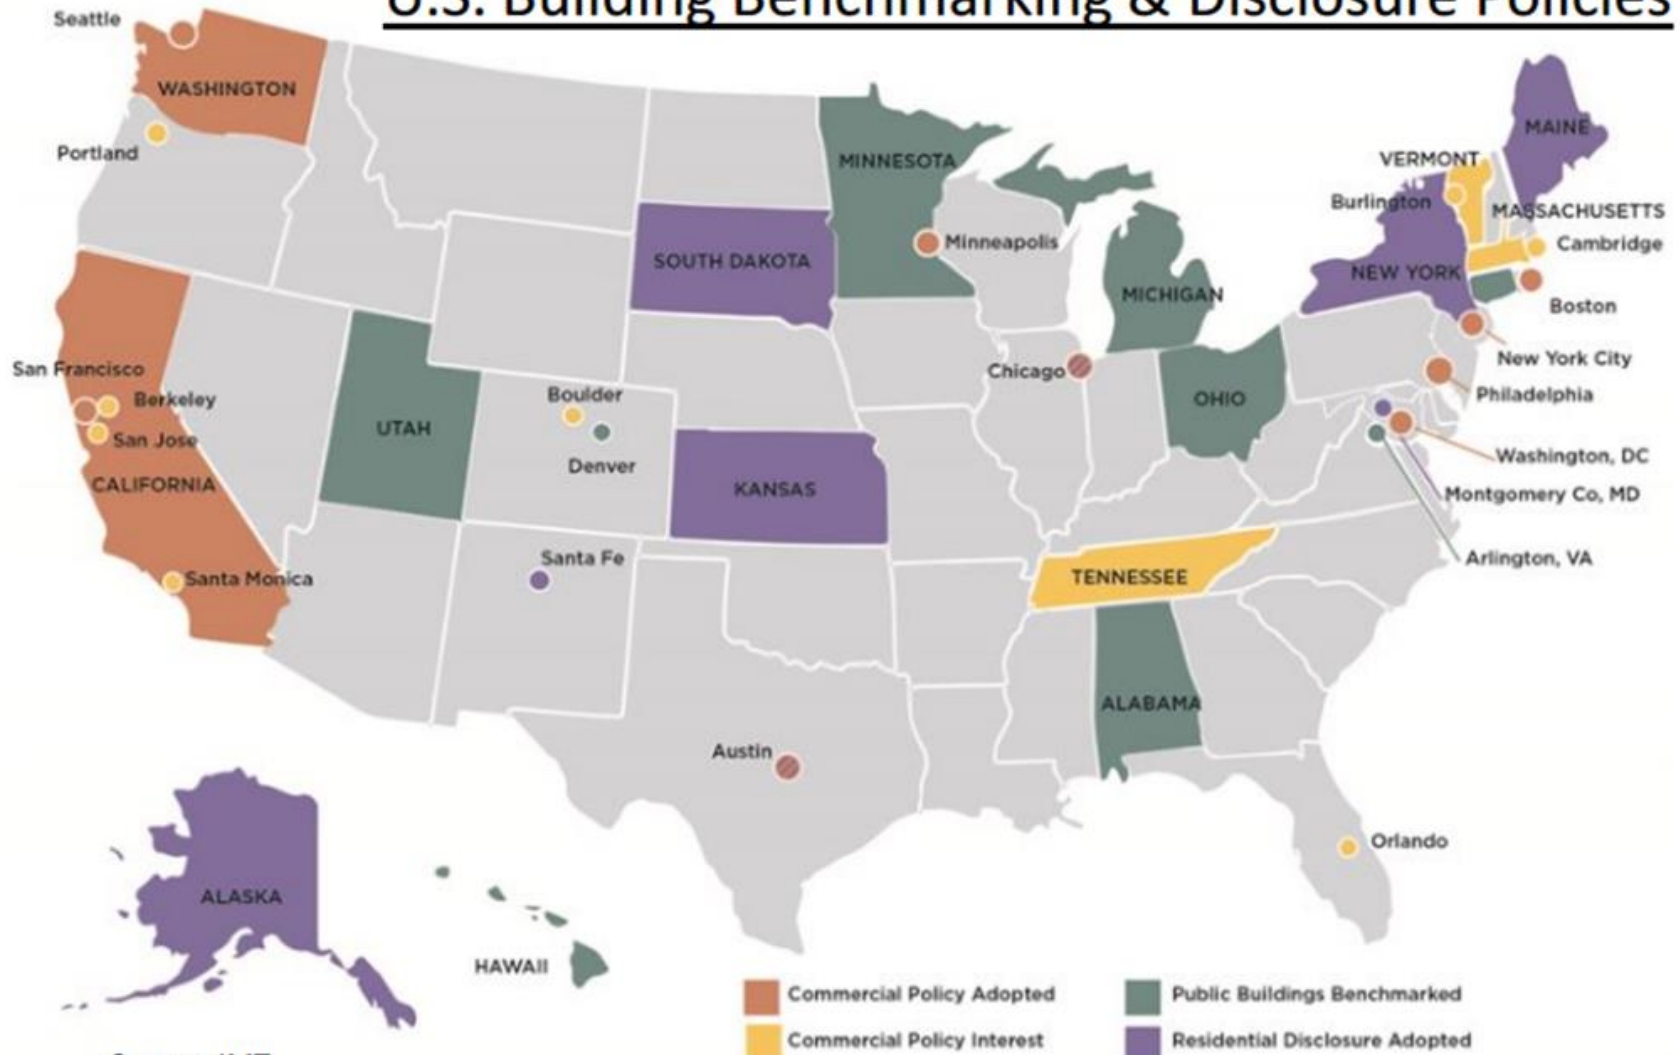 U.S. Building Benchmarking & Disclosure Policies
Seattle
WASHINGTON
Portland
MINNESOTA
MAINE
VERMONT
Burlington
MASSACHUSETTS
Cambridge
Minneapolis
SOUTH DAKOTA
NEW YORK
MICHIGAN
Boston
San Francisco
Chicago
New York City
Berkeley
Boulder
OHIO
Philadelphia
San Jose
UTAH
Denver
Washington, DC
CALIFORNIA
KANSAS
Montgomery Co, MD
Santa Fe
Arlington, VA
Santa Monica
TENNESSEE
ALABAMA
Austin
Orlando
ALASKA
HAWAII
Commercial Policy Adopted
Public Buildings Benchmarked
Commercial Policy Interest
Residential Disclosure Adopted